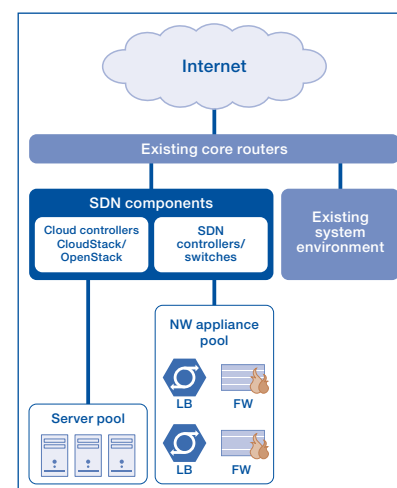 Internet
Existing core routers
SDN components
Cloud controllers
CloudStack/
OpenStack
SDN
controllers/
switches
Existing
system
environment
NW appliance
pool
LB
FW
LB
FW
Server pool